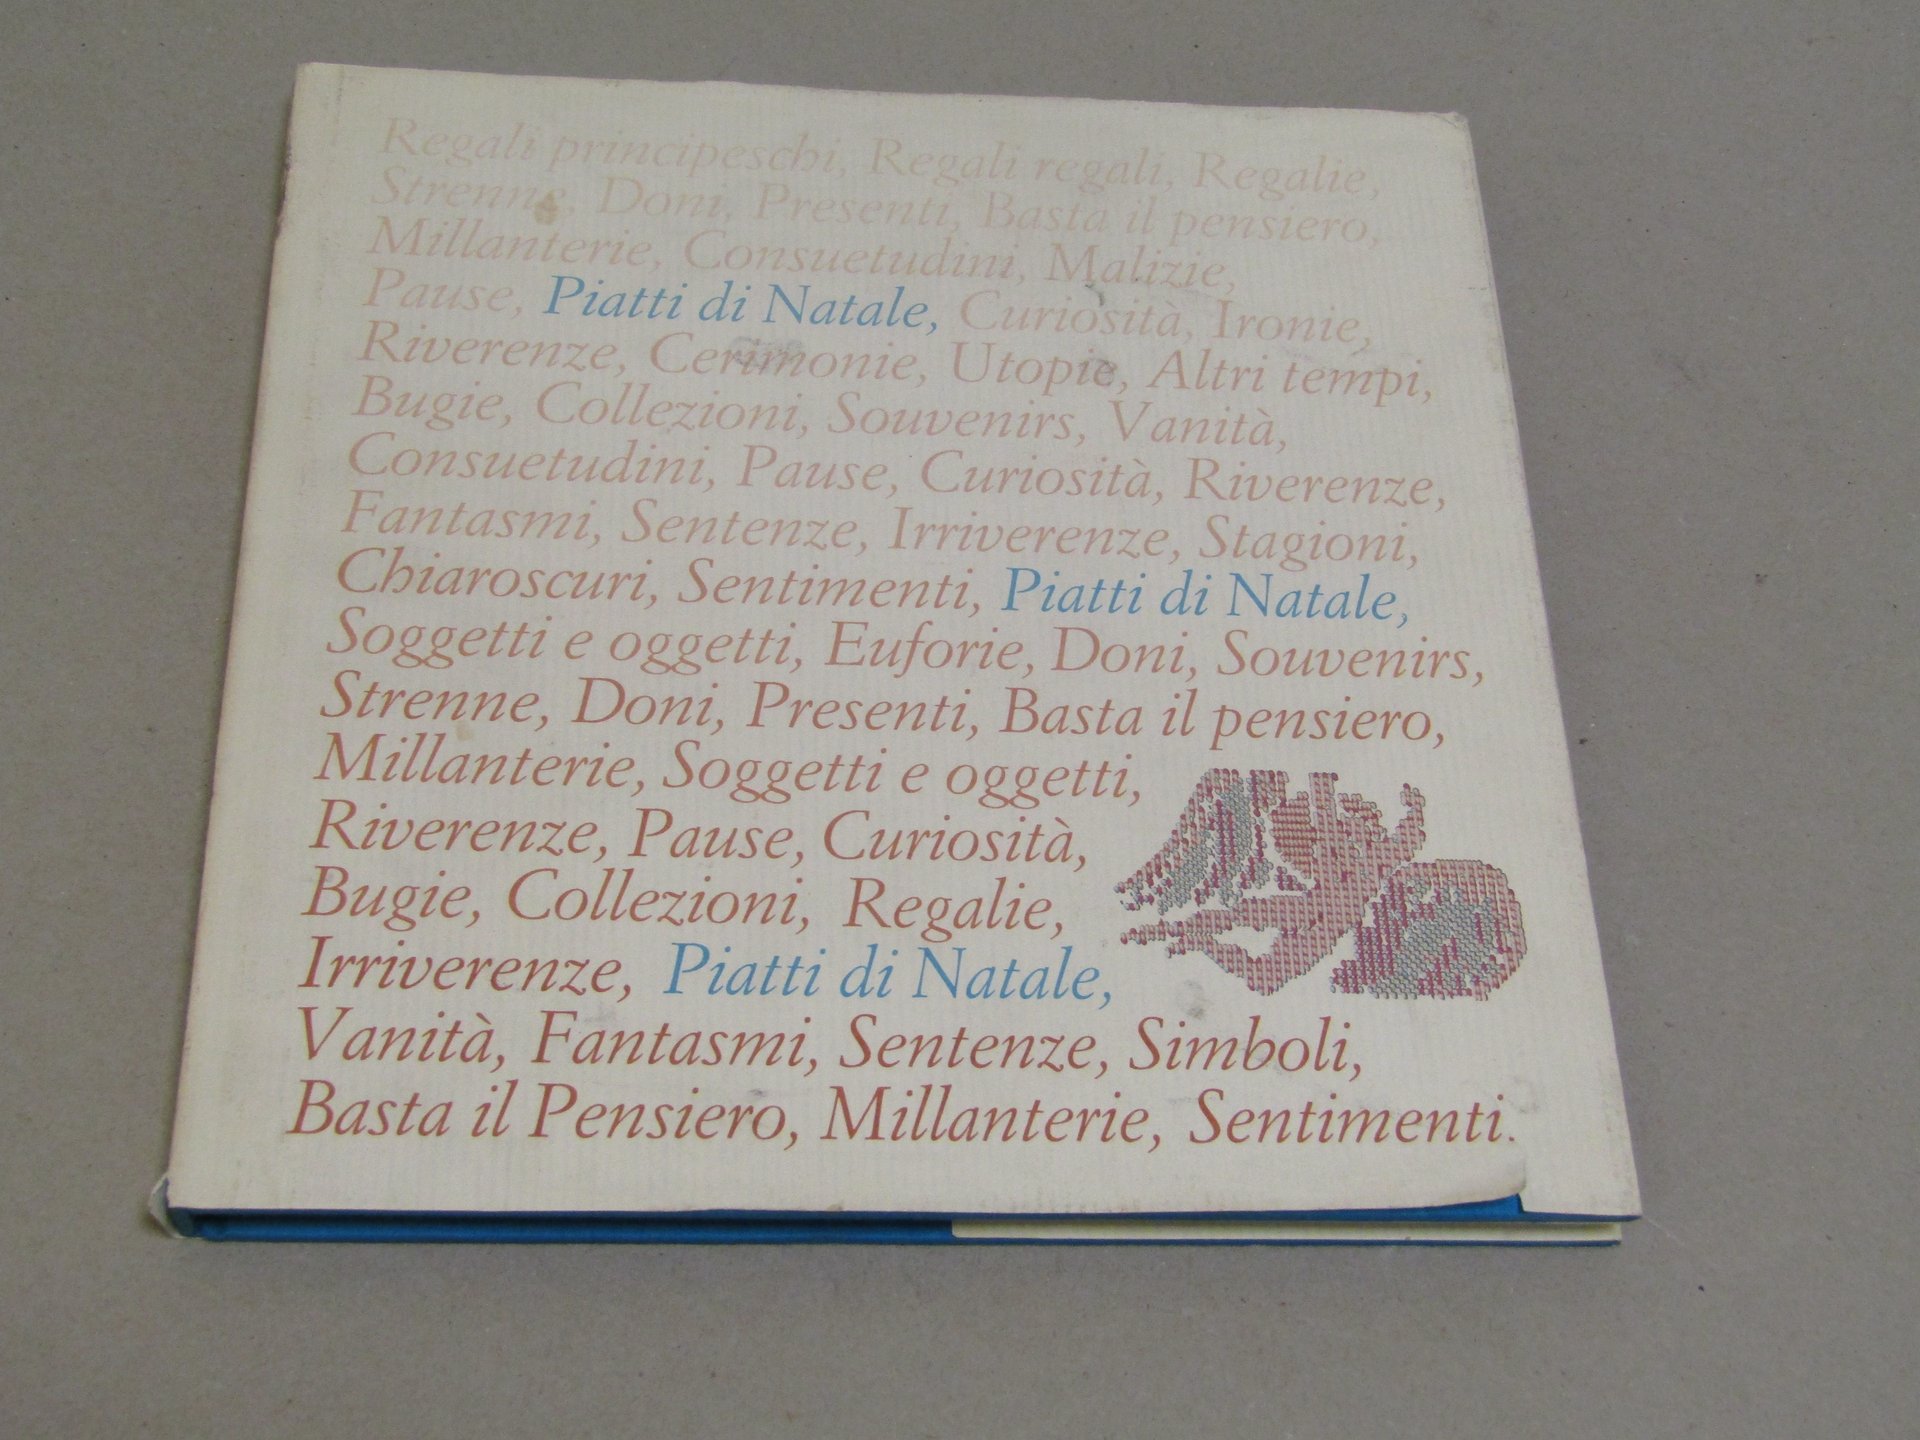 Regali principeschi, Regali regali, Regalie,
Strenne, Doni, Presenti, Basta il pensiero,
Millanterie, Consuetudini, Malizie,
Pause, Piatti di Natale, Curiosità, Ironie,
Riverenze, Cerimonie, Utopie, Altri tempi,
Bugie, Collezioni, Souvenirs, Vanità,
Consuetudini, Pause, Curiosità, Riverenze,
Fantasmi, Sentenze, Irriverenze, Stagioni,
Chiaroscuri, Sentimenti, Piatti di Natale,
Soggetti e oggetti, Euforie, Doni, Souvenirs,
Strenne, Doni, Presenti, Basta il pensiero,
Millanterie, Soggetti e oggetti,
Riverenze, Pause, Curiosità,
Bugie, Collezioni, Regalie,
Irriverenze, Piatti di Natale,
Vanità, Fantasmi, Sentenze, Simboli,
Basta il Pensiero, Millanterie, Sentimenti.